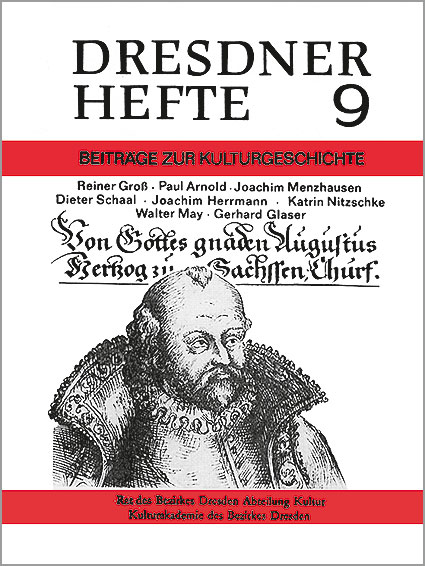 DRESDNER
HEFTE 9
BEITRÄGE ZUR KULTURGESCHICHTE
Reiner Groß · Paul Arnold · Joachim Menzhausen
Dieter Schaal · Joachim Herrmann · Katrin Nitzschke
Walter May · Gerhard Glaser
Von Gottes gnaden Augustus
Hertzog zu Sachssen, Churf.
Rat des Bezirkes Dresden Abteilung Kultur
Kulturakademie des Bezirkes Dresden